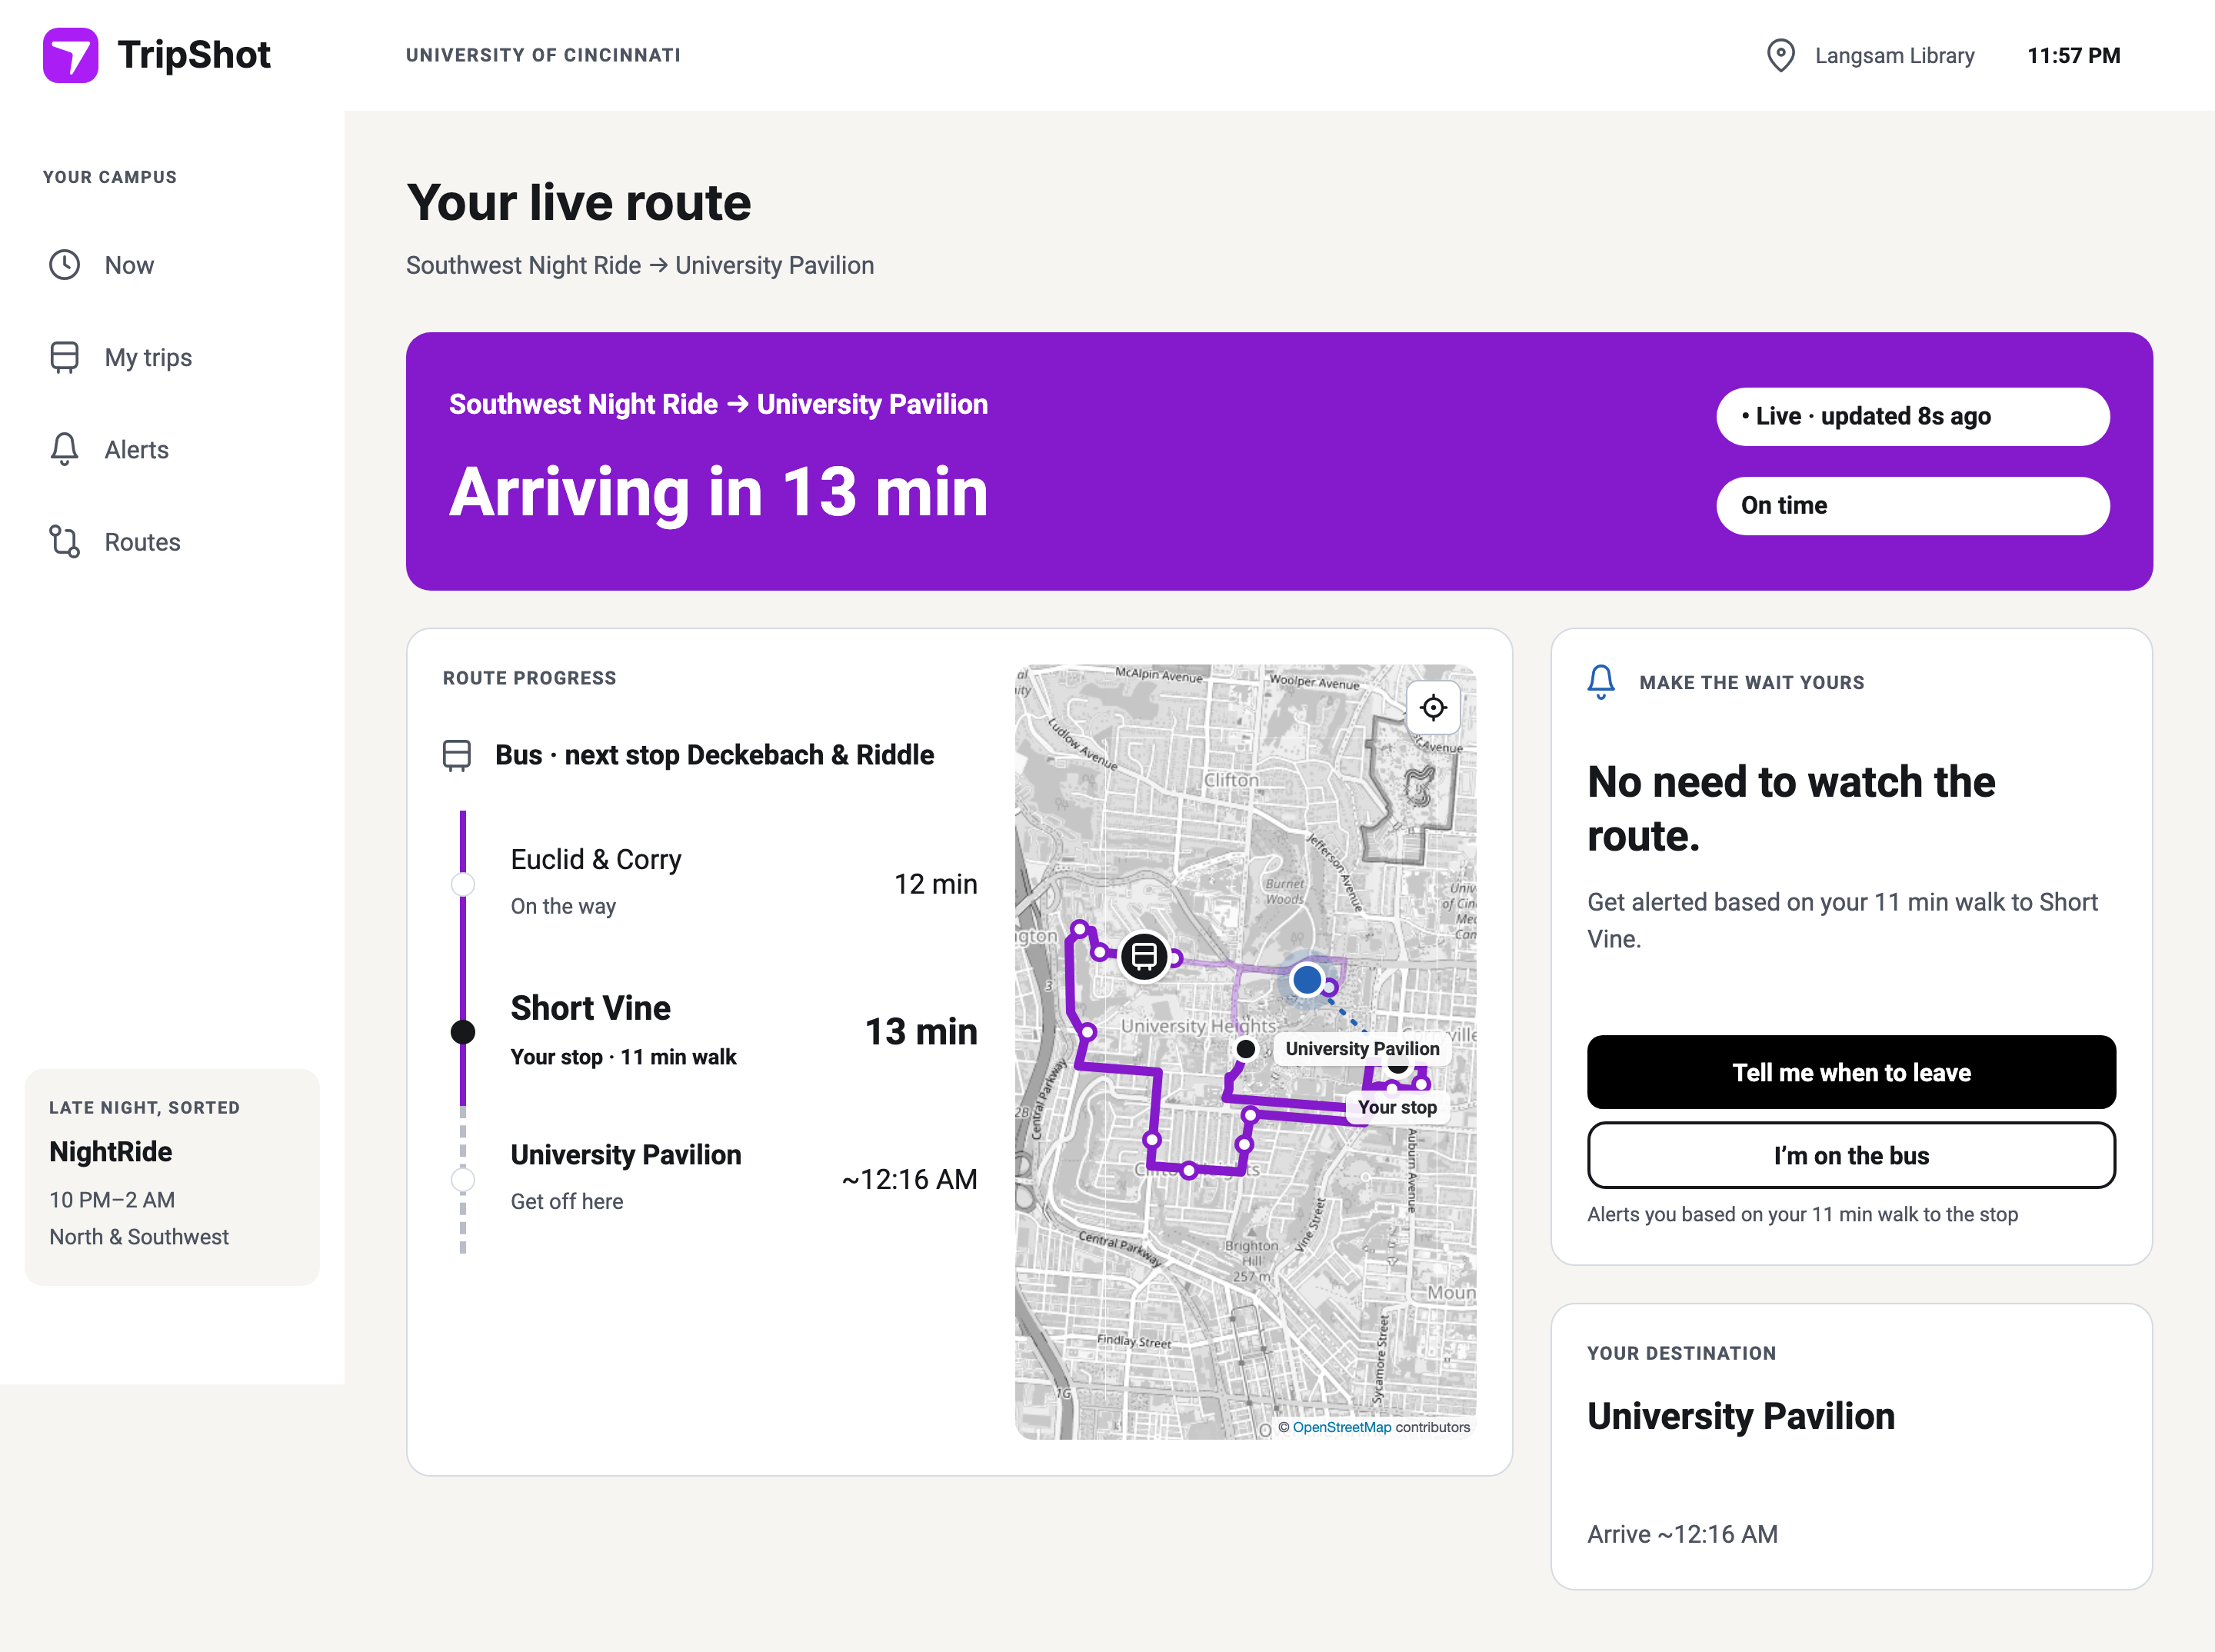 TripShot
UNIVERSITY OF CINCINNATI
Langsam Library
11:57 PM
YOUR CAMPUS
Now
My trips
Alerts
Routes
LATE NIGHT, SORTED
NightRide
10 PM–2 AM
North & Southwest
Your live route
Southwest Night Ride → University Pavilion
Southwest Night Ride → University Pavilion
Arriving in 13 min
• Live · updated 8s ago
On time
ROUTE PROGRESS
Bus · next stop Deckebach & Riddle
Euclid & Corry
On the way
12 min
Short Vine
Your stop · 11 min walk
13 min
University Pavilion
Get off here
~12:16 AM
McAlpin Avenue
Woolper Avenue
Ludlow Avenue
Clifton
Jefferson Avenue
Burnet
Woods
University Heights
University Pavilion
Your stop
Central Parkway
Auburn Avenue
Vine Street
Central Parkway
Brighton
Hill
257 m
Findlay Street
Sycamore Street
© OpenStreetMap contributors
MAKE THE WAIT YOURS
No need to watch the
route.
Get alerted based on your 11 min walk to Short
Vine.
Tell me when to leave
I’m on the bus
Alerts you based on your 11 min walk to the stop
YOUR DESTINATION
University Pavilion
Arrive ~12:16 AM